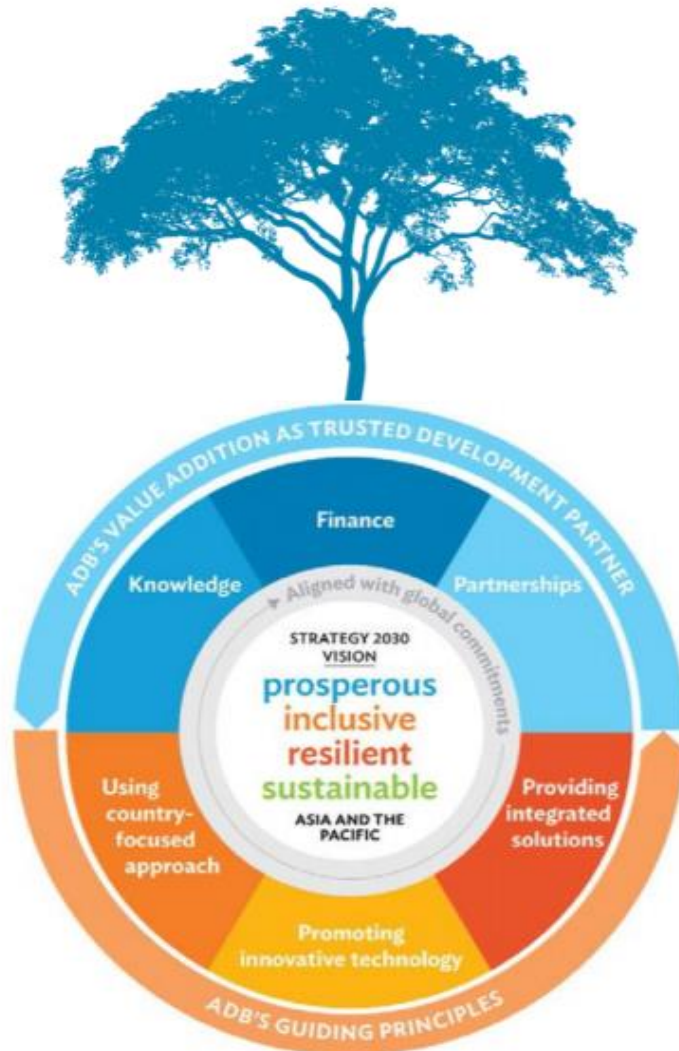 ADB'S VALUE ADDITION AS TRUSTED DEVELOPMENT PARTNER
Finance
Knowledge
Partnerships
Aligned with global commitments
STRATEGY 2030
VISION
prosperous
inclusive
resilient
sustainable
ASIA AND THE
PACIFIC
Using
country-
focused
approach
Providing
integrated
solutions
Promoting
innovative technology
ADB'S GUIDING PRINCIPLES